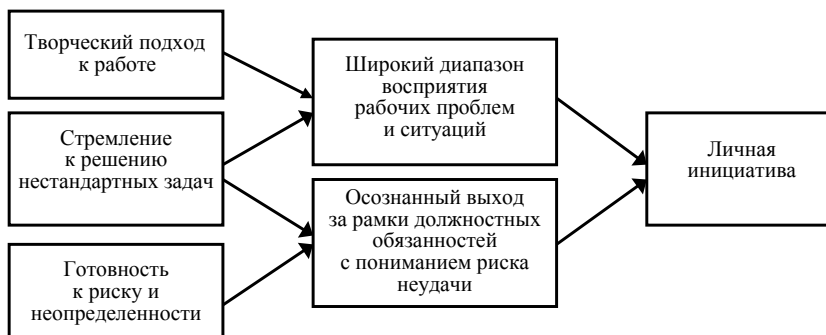 Творческий подход
к работе
Стремление
к решению
нестандартных задач
Готовность
к риску и
неопределенности
Широкий диапазон
восприятия
рабочих проблем
и ситуаций
Осознанный выход
за рамки должностных
обязанностей
с пониманием риска
неудачи
Личная
инициатива